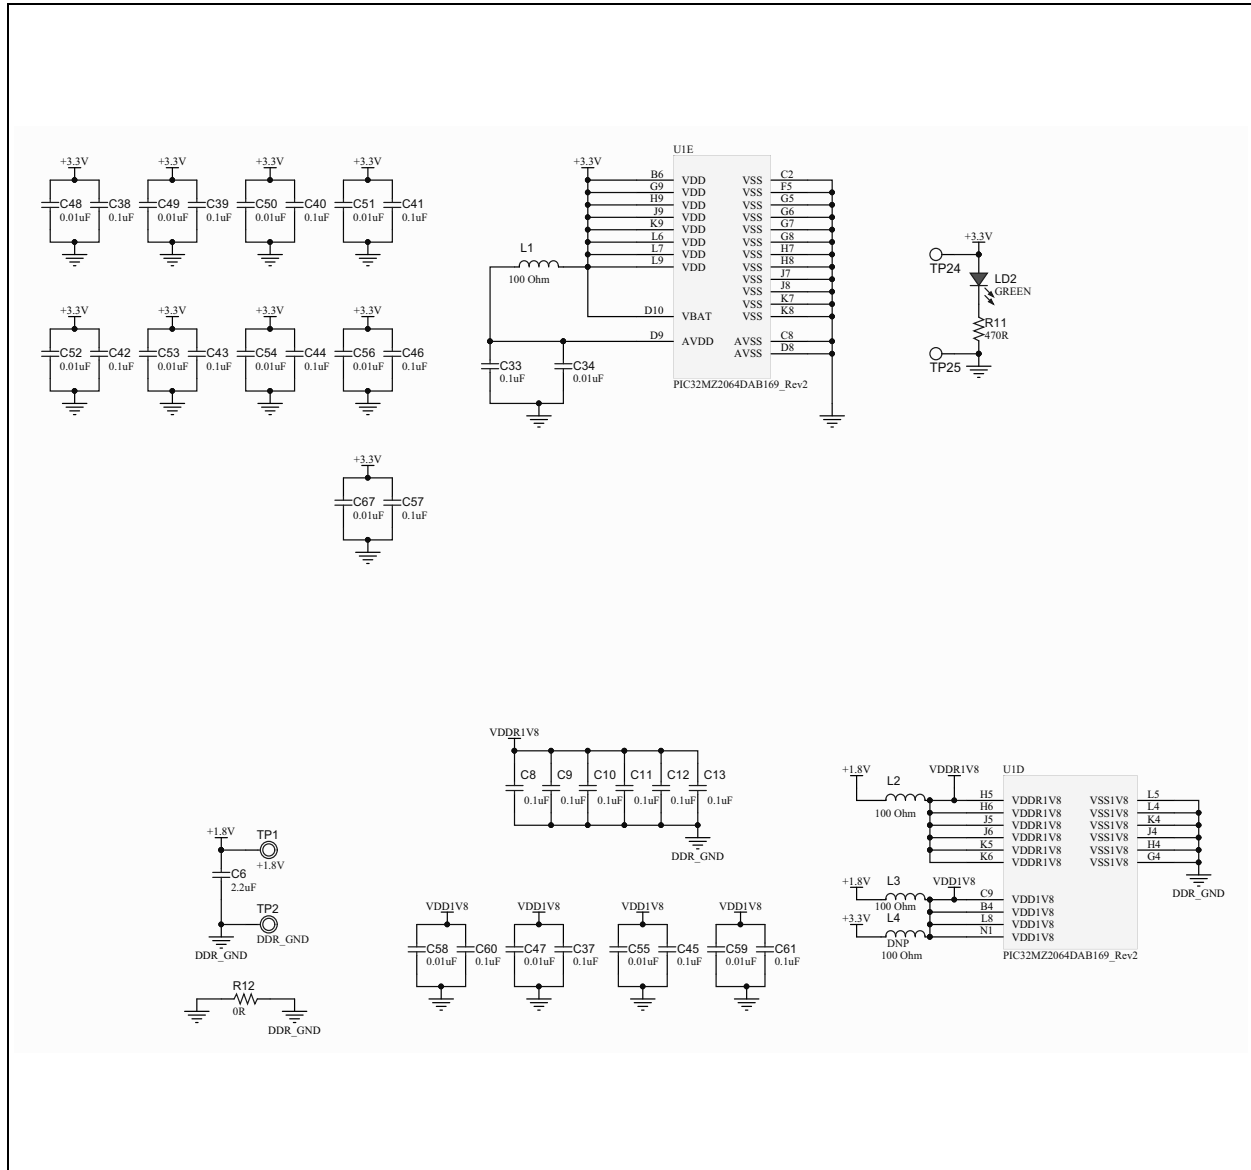 +3.3V +3.3V +3.3V +3.3V
C48 C38 C49 C39 C50 C40 C51 C41
0.01uF 0.1uF 0.01uF 0.1uF 0.01uF 0.1uF 0.01uF 0.1uF
+3.3V +3.3V +3.3V +3.3V
C52 C42 C53 C43 C54 C44 C56 C46
0.01uF 0.1uF 0.01uF 0.1uF 0.01uF 0.1uF 0.01uF 0.1uF
+3.3V
C67 C57
0.01uF 0.1uF
+3.3V
U1E
B6 VDD VSS C2
G9 VDD VSS F5
H9 VDD VSS G5
J9 VDD VSS G6
K9 VDD VSS G7
L6 VDD VSS G8
L7 VDD VSS H7
L9 VDD VSS H8
VSS J7
VSS J8
VSS K7
D10 VBAT VSS K8
D9 AVDD AVSS C8
AVSS D8
PIC32MZ2064DAB169_Rev2
L1
100 Ohm
C33 C34
0.1uF 0.01uF
+3.3V
TP24
LD2
GREEN
R11
470R
TP25
VDDR1V8
C8 C9 C10 C11 C12 C13
0.1uF 0.1uF 0.1uF 0.1uF 0.1uF 0.1uF
DDR_GND
+1.8V
TP1
+1.8V
C6
2.2uF
TP2
DDR_GND
DDR_GND
R12
0R
DDR_GND
VDD1V8 VDD1V8 VDD1V8 VDD1V8
C58 C60 C47 C37 C55 C45 C59 C61
0.01uF 0.1uF 0.01uF 0.1uF 0.01uF 0.1uF 0.01uF 0.1uF
+1.8V
L2
100 Ohm
VDDR1V8
U1D
H5 VDDR1V8 VSS1V8 L5
H6 VDDR1V8 VSS1V8 L4
J5 VDDR1V8 VSS1V8 K4
J6 VDDR1V8 VSS1V8 J4
K5 VDDR1V8 VSS1V8 H4
K6 VDDR1V8 VSS1V8 G4
DDR_GND
+1.8V
L3
100 Ohm
VDD1V8
C9 VDD1V8
B4 VDD1V8
L8 VDD1V8
N1 VDD1V8
+3.3V
L4
DNP
100 Ohm
PIC32MZ2064DAB169_Rev2